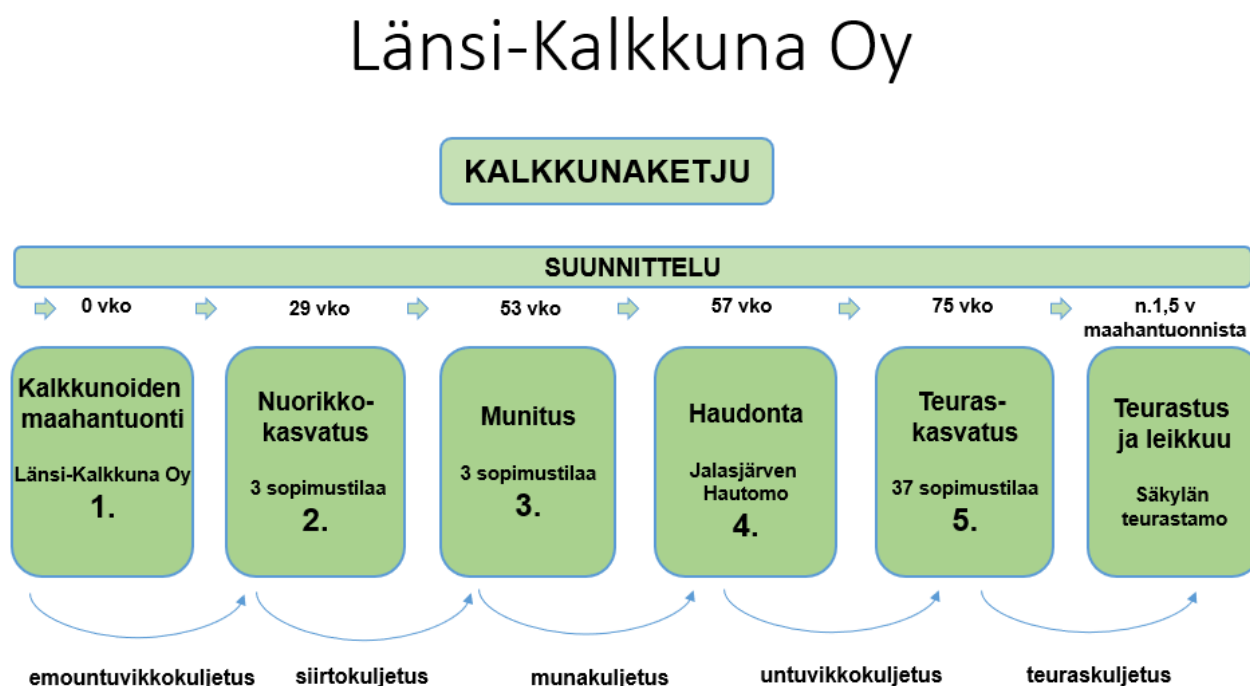 Länsi-Kalkkuna Oy
KALKKUNAKETJU
SUUNNITTELU
0 vko
29 vko
53 vko
57 vko
75 vko
n.1,5 v
maahantuonnista
Kalkkunoiden
maahantuonti
Länsi-Kalkkuna Oy
1.
Nuorikko-
kasvatus
3 sopimustilaa
2.
Munitus
3 sopimustilaa
3.
Haudonta
Jalasjärven
Hautomo
4.
Teuras-
kasvatus
37 sopimustilaa
5.
Teurastus
ja leikkuu
Säkylän
teurastamo
emountuvikkokuljetus
siirtokuljetus
munakuljetus
untuvikkokuljetus
teuraskuljetus